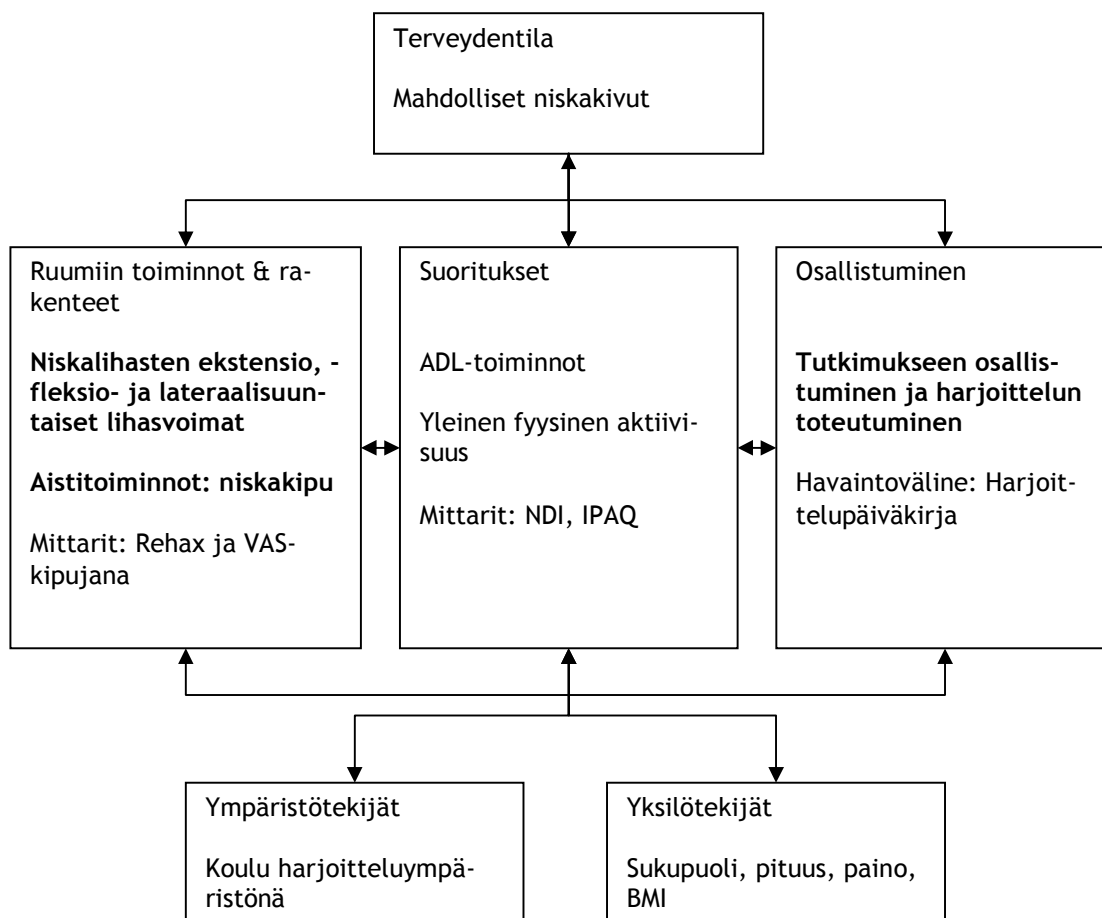 Terveydentila
Mahdolliset niskakivut
Ruumiin toiminnot & ra-
kenteet
Niskalihasten ekstensio, -
fleksio- ja lateraalisuun-
taiset lihasvoimat
Aistitoiminnot: niskakipu
Mittarit: Rehax ja VAS-
kipujana
Suoritukset
ADL-toiminnot
Yleinen fyysinen aktiivi-
suus
Mittarit: NDI, IPAQ
Osallistuminen
Tutkimukseen osallis-
tuminen ja harjoittelun
toteutuminen
Havaintoväline: Harjoit-
telupäiväkirja
Ympäristötekijät
Koulu harjoitteluympä-
ristönä
Yksilötekijät
Sukupuoli, pituus, paino,
BMI